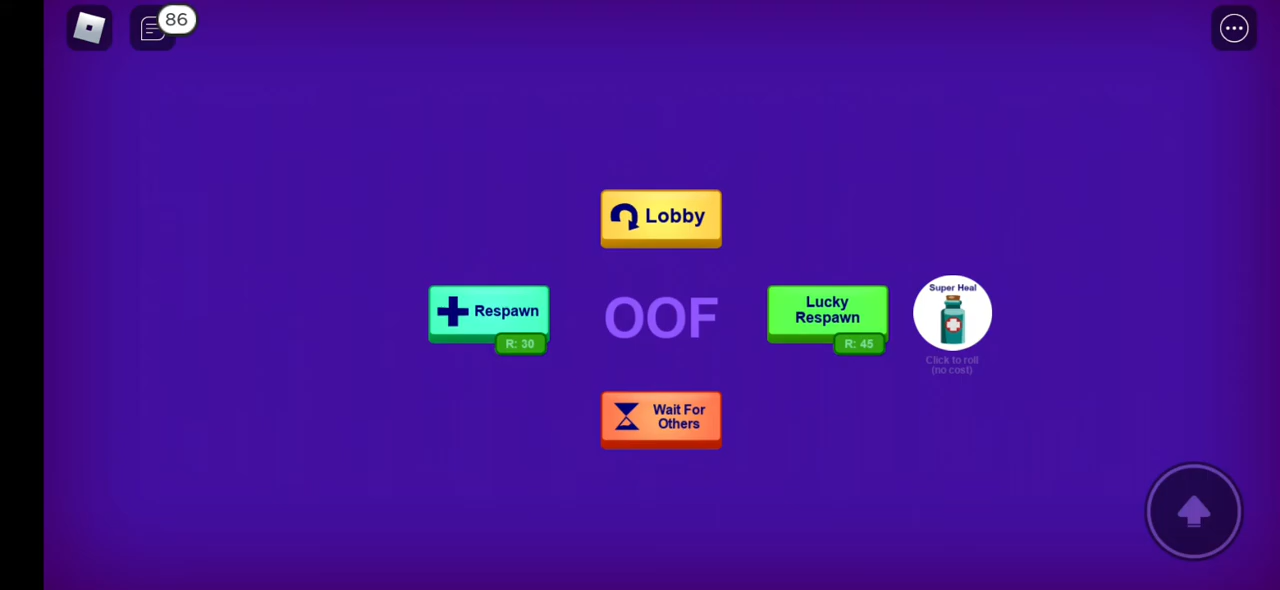 86
Lobby
Respawn
R: 30
OOF
Lucky
Respawn
R: 45
Super Heal
Click to roll
(no cost)
Wait For
Others